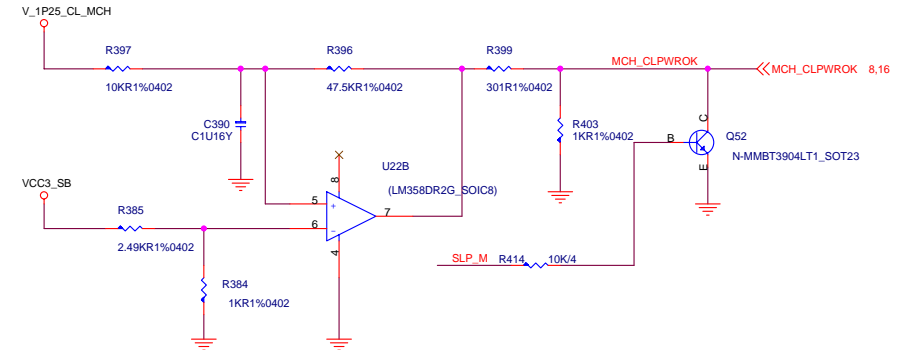 V_1P25_CL_MCH
R397
R396
R399
MCH_CLPWROK
MCH_CLPWROK 8,16
10KR1%0402
47.5KR1%0402
301R1%0402
C390
C1U16Y
R403
1KR1%0402
C
B
Q52
E
N-MMBT3904LT1_SOT23
U22B
(LM358DR2G_SOIC8)
8
VCC3_SB
5
+
7
6
-
4
R385
2.49KR1%0402
SLP_M
R414
10K/4
R384
1KR1%0402